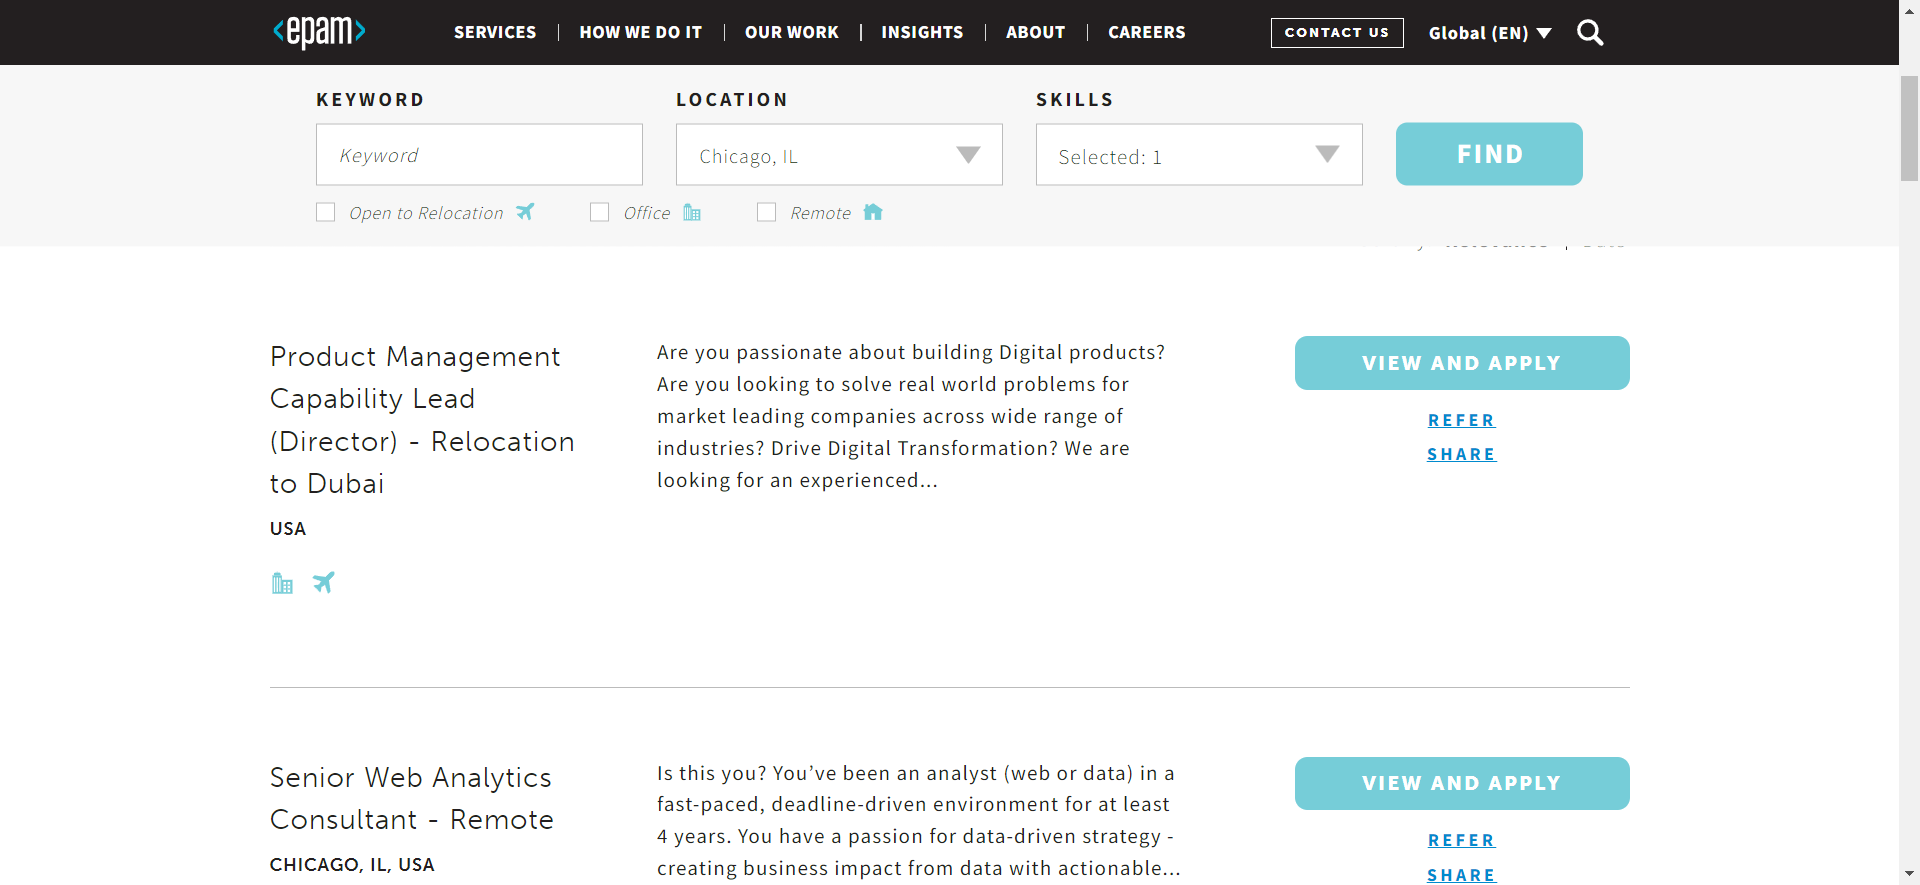 <epam>
SERVICES | HOW WE DO IT | OUR WORK | INSIGHTS | ABOUT | CAREERS
CONTACT US
Global (EN)
KEYWORD
LOCATION
SKILLS
Keyword
Chicago, IL
Selected: 1
FIND
Open to Relocation
Office
Remote
Product Management
Capability Lead
(Director) - Relocation
to Dubai
USA
Are you passionate about building Digital products?
Are you looking to solve real world problems for
market leading companies across wide range of
industries? Drive Digital Transformation? We are
looking for an experienced...
VIEW AND APPLY
REFER
SHARE
Senior Web Analytics
Consultant - Remote
CHICAGO, IL, USA
Is this you? You’ve been an analyst (web or data) in a
fast-paced, deadline-driven environment for at least
4 years. You have a passion for data-driven strategy -
creating business impact from data with actionable...
VIEW AND APPLY
REFER
SHARE